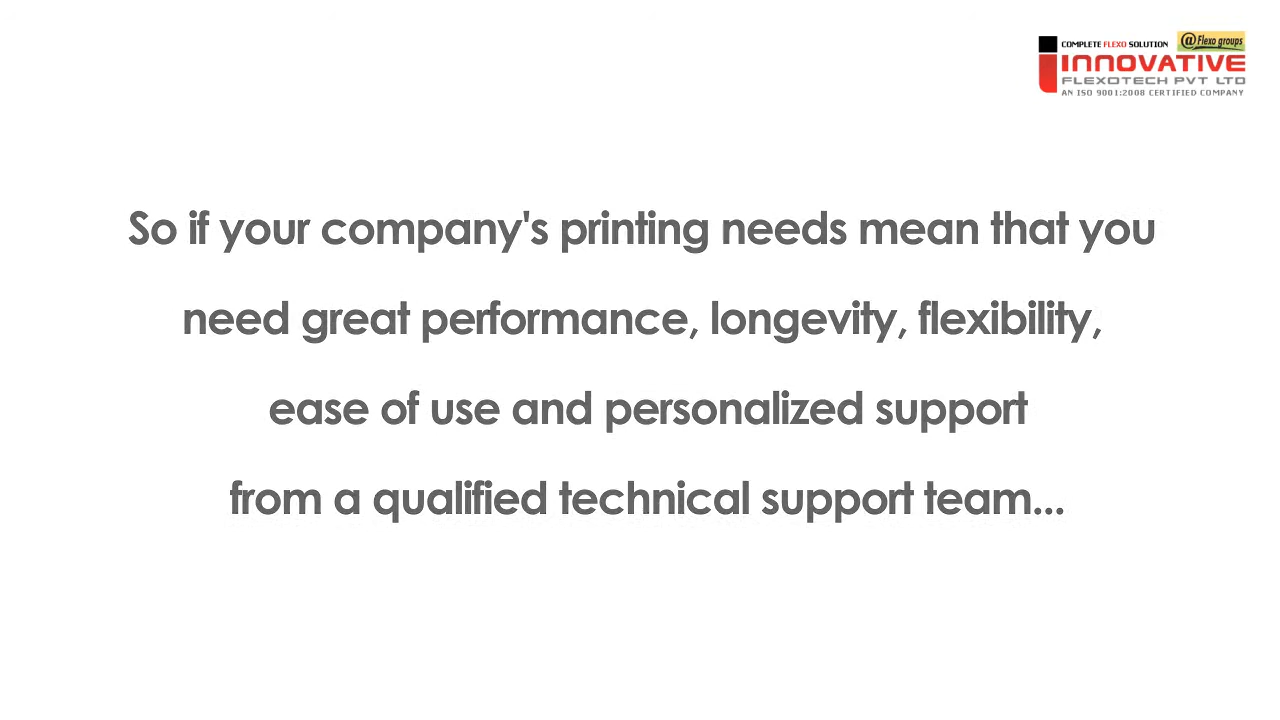 COMPLETE FLEXO SOLUTION @Flexo groups
INNOVATIVE
FLEXOTECH PVT LTD
AN ISO 9001:2008 CERTIFIED COMPANY
So if your company's printing needs mean that you
need great performance, longevity, flexibility,
ease of use and personalized support
from a qualified technical support team...